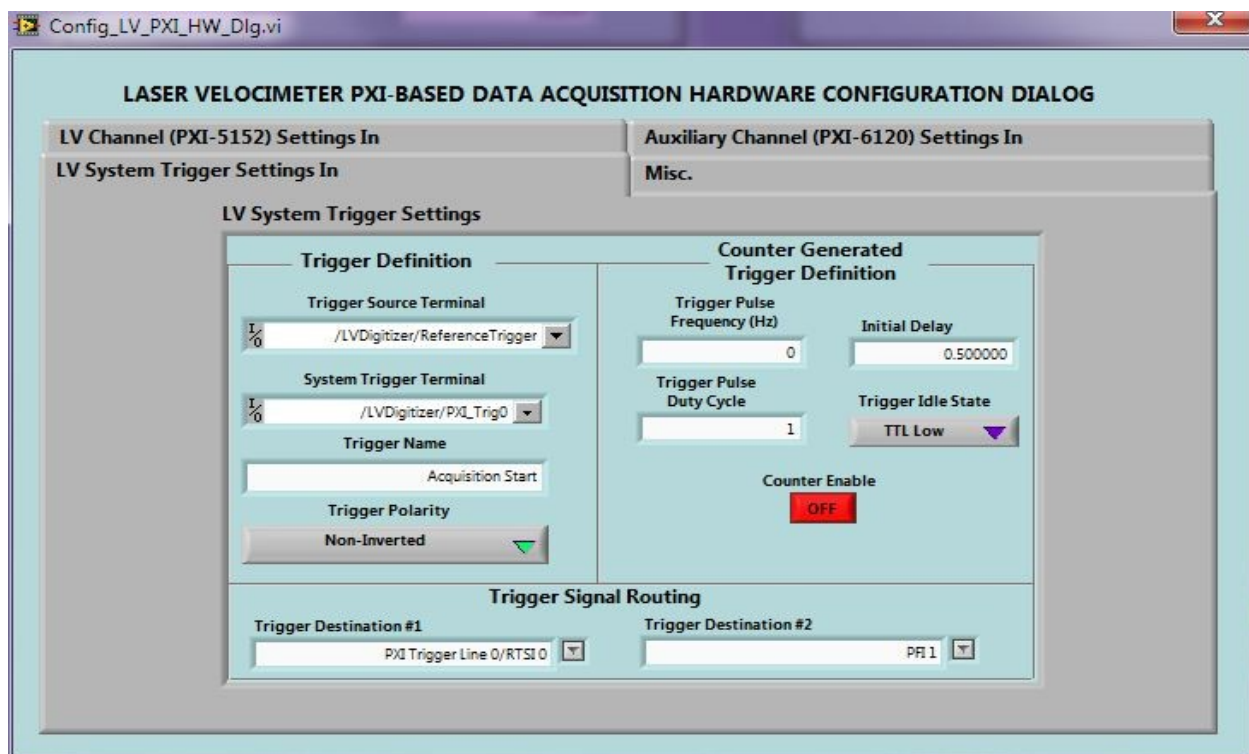 Config_LV_PXI_HW_Dlg.vi
X
LASER VELOCIMETER PXI-BASED DATA ACQUISITION HARDWARE CONFIGURATION DIALOG
LV Channel (PXI-5152) Settings In
Auxiliary Channel (PXI-6120) Settings In
LV System Trigger Settings In
Misc.
LV System Trigger Settings
Trigger Definition
Trigger Source Terminal
I/O /LVDigitizer/ReferenceTrigger
System Trigger Terminal
I/O /LVDigitizer/PXI_Trig0
Trigger Name
Acquisition Start
Trigger Polarity
Non-Inverted
Counter Generated
Trigger Definition
Trigger Pulse
Frequency (Hz)
0
Initial Delay
0.500000
Trigger Pulse
Duty Cycle
1
Trigger Idle State
TTL Low
Counter Enable
OFF
Trigger Signal Routing
Trigger Destination #1
PXI Trigger Line 0/RTSI 0
Trigger Destination #2
PFI 1